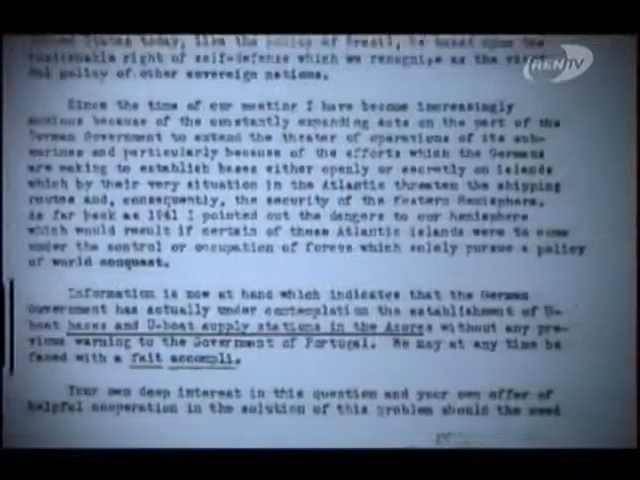 United States today, like the policy of Brazil, is based upon the
REN TV
right of self-defense which we recognize as the
policy of other sovereign nations.
Since the time of our meeting I have become increasingly
anxious because of the constantly expanding acts on the part of the
German Government to extend the theater of operations of its sub-
marines and particularly because of the efforts which the Germans
are making to establish bases either openly or secretly on islands
which by their very situation in the Atlantic threaten the shipping
routes and, consequently, the security of the Western Hemisphere.
As far back as 1941 I pointed out the dangers to our hemisphere
which would result if certain of these Atlantic islands were to come
under the control or occupation of forces which solely pursue a policy
of world conquest.
Information is now at hand which indicates that the German
Government has actually under contemplation the establishment of U-
boat bases and U-boat supply stations in the Azores without any pre-
vious warning to the Government of Portugal. We may at any time be
faced with a fait accompli.
Your own deep interest in this question and your own offer of
helpful cooperation in the solution of this problem should the need